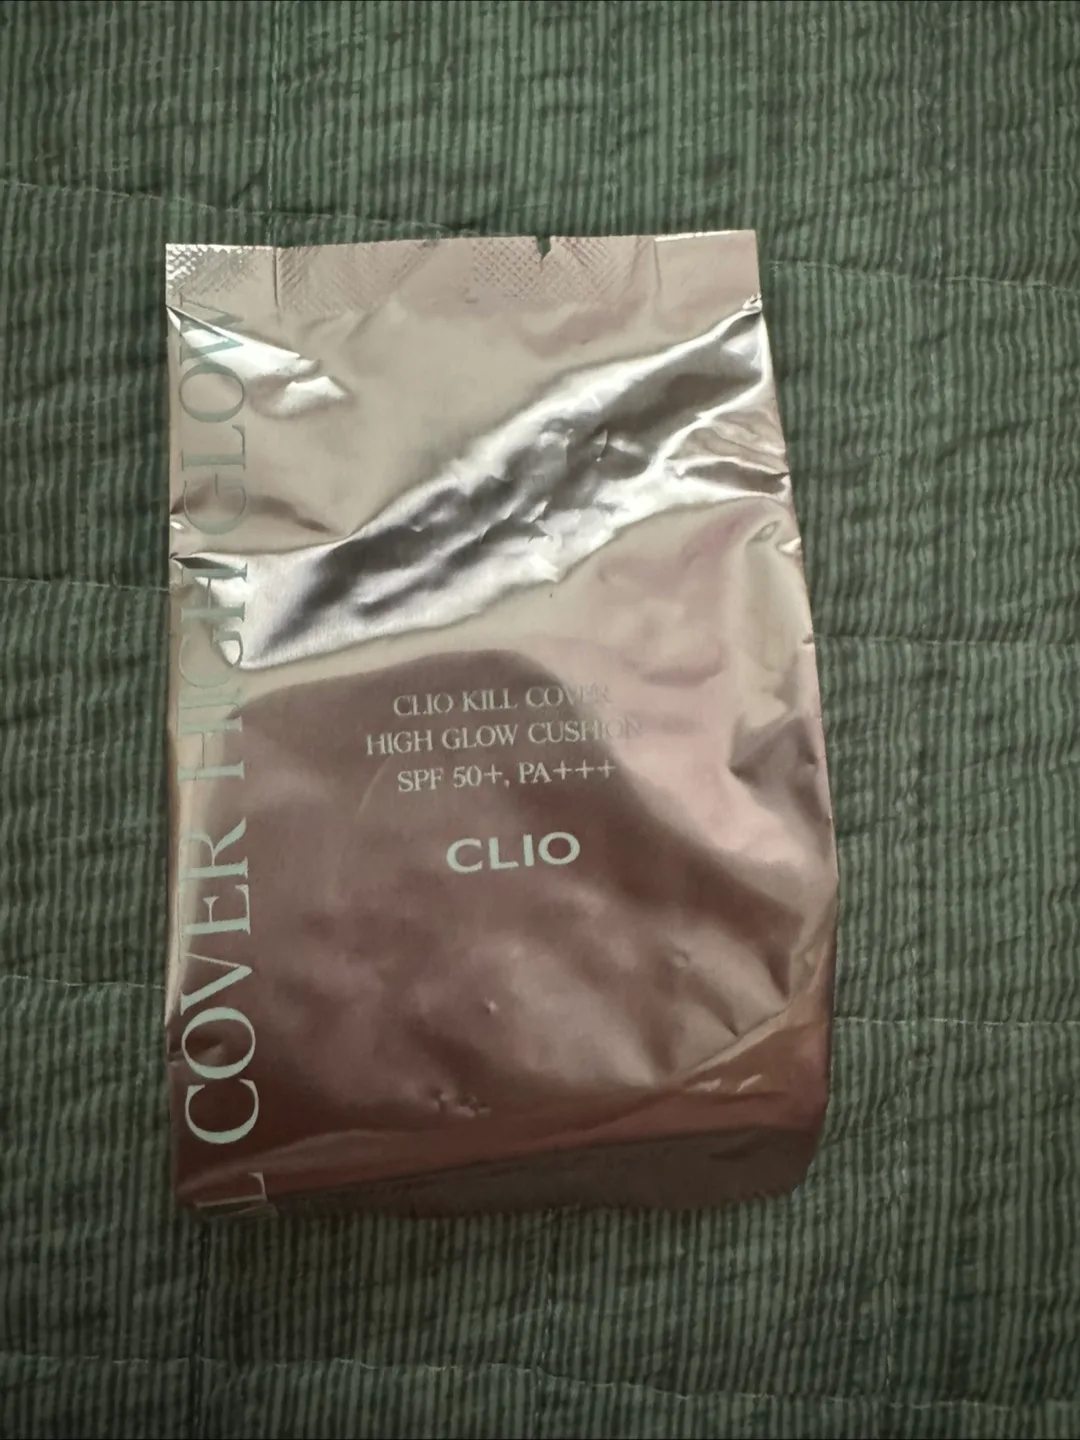 CLIO KILL COVER
HIGH GLOW CUSHION
SPF 50+, PA+++
CLIO
COVER HIGH GLOW